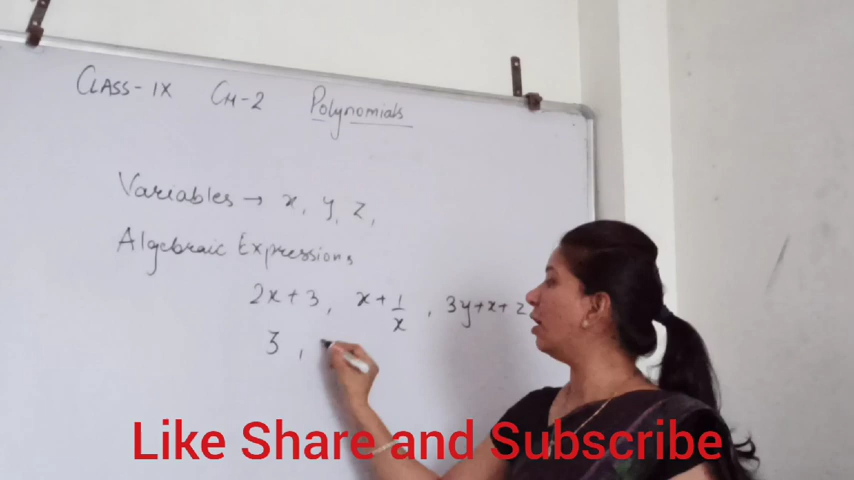 CLASS-IX CH-2 Polynomials
Variables → x, y, z,
Algebraic Expressions
2x+3, x+1/x, 3y+x+z
3,
Like Share and Subscribe